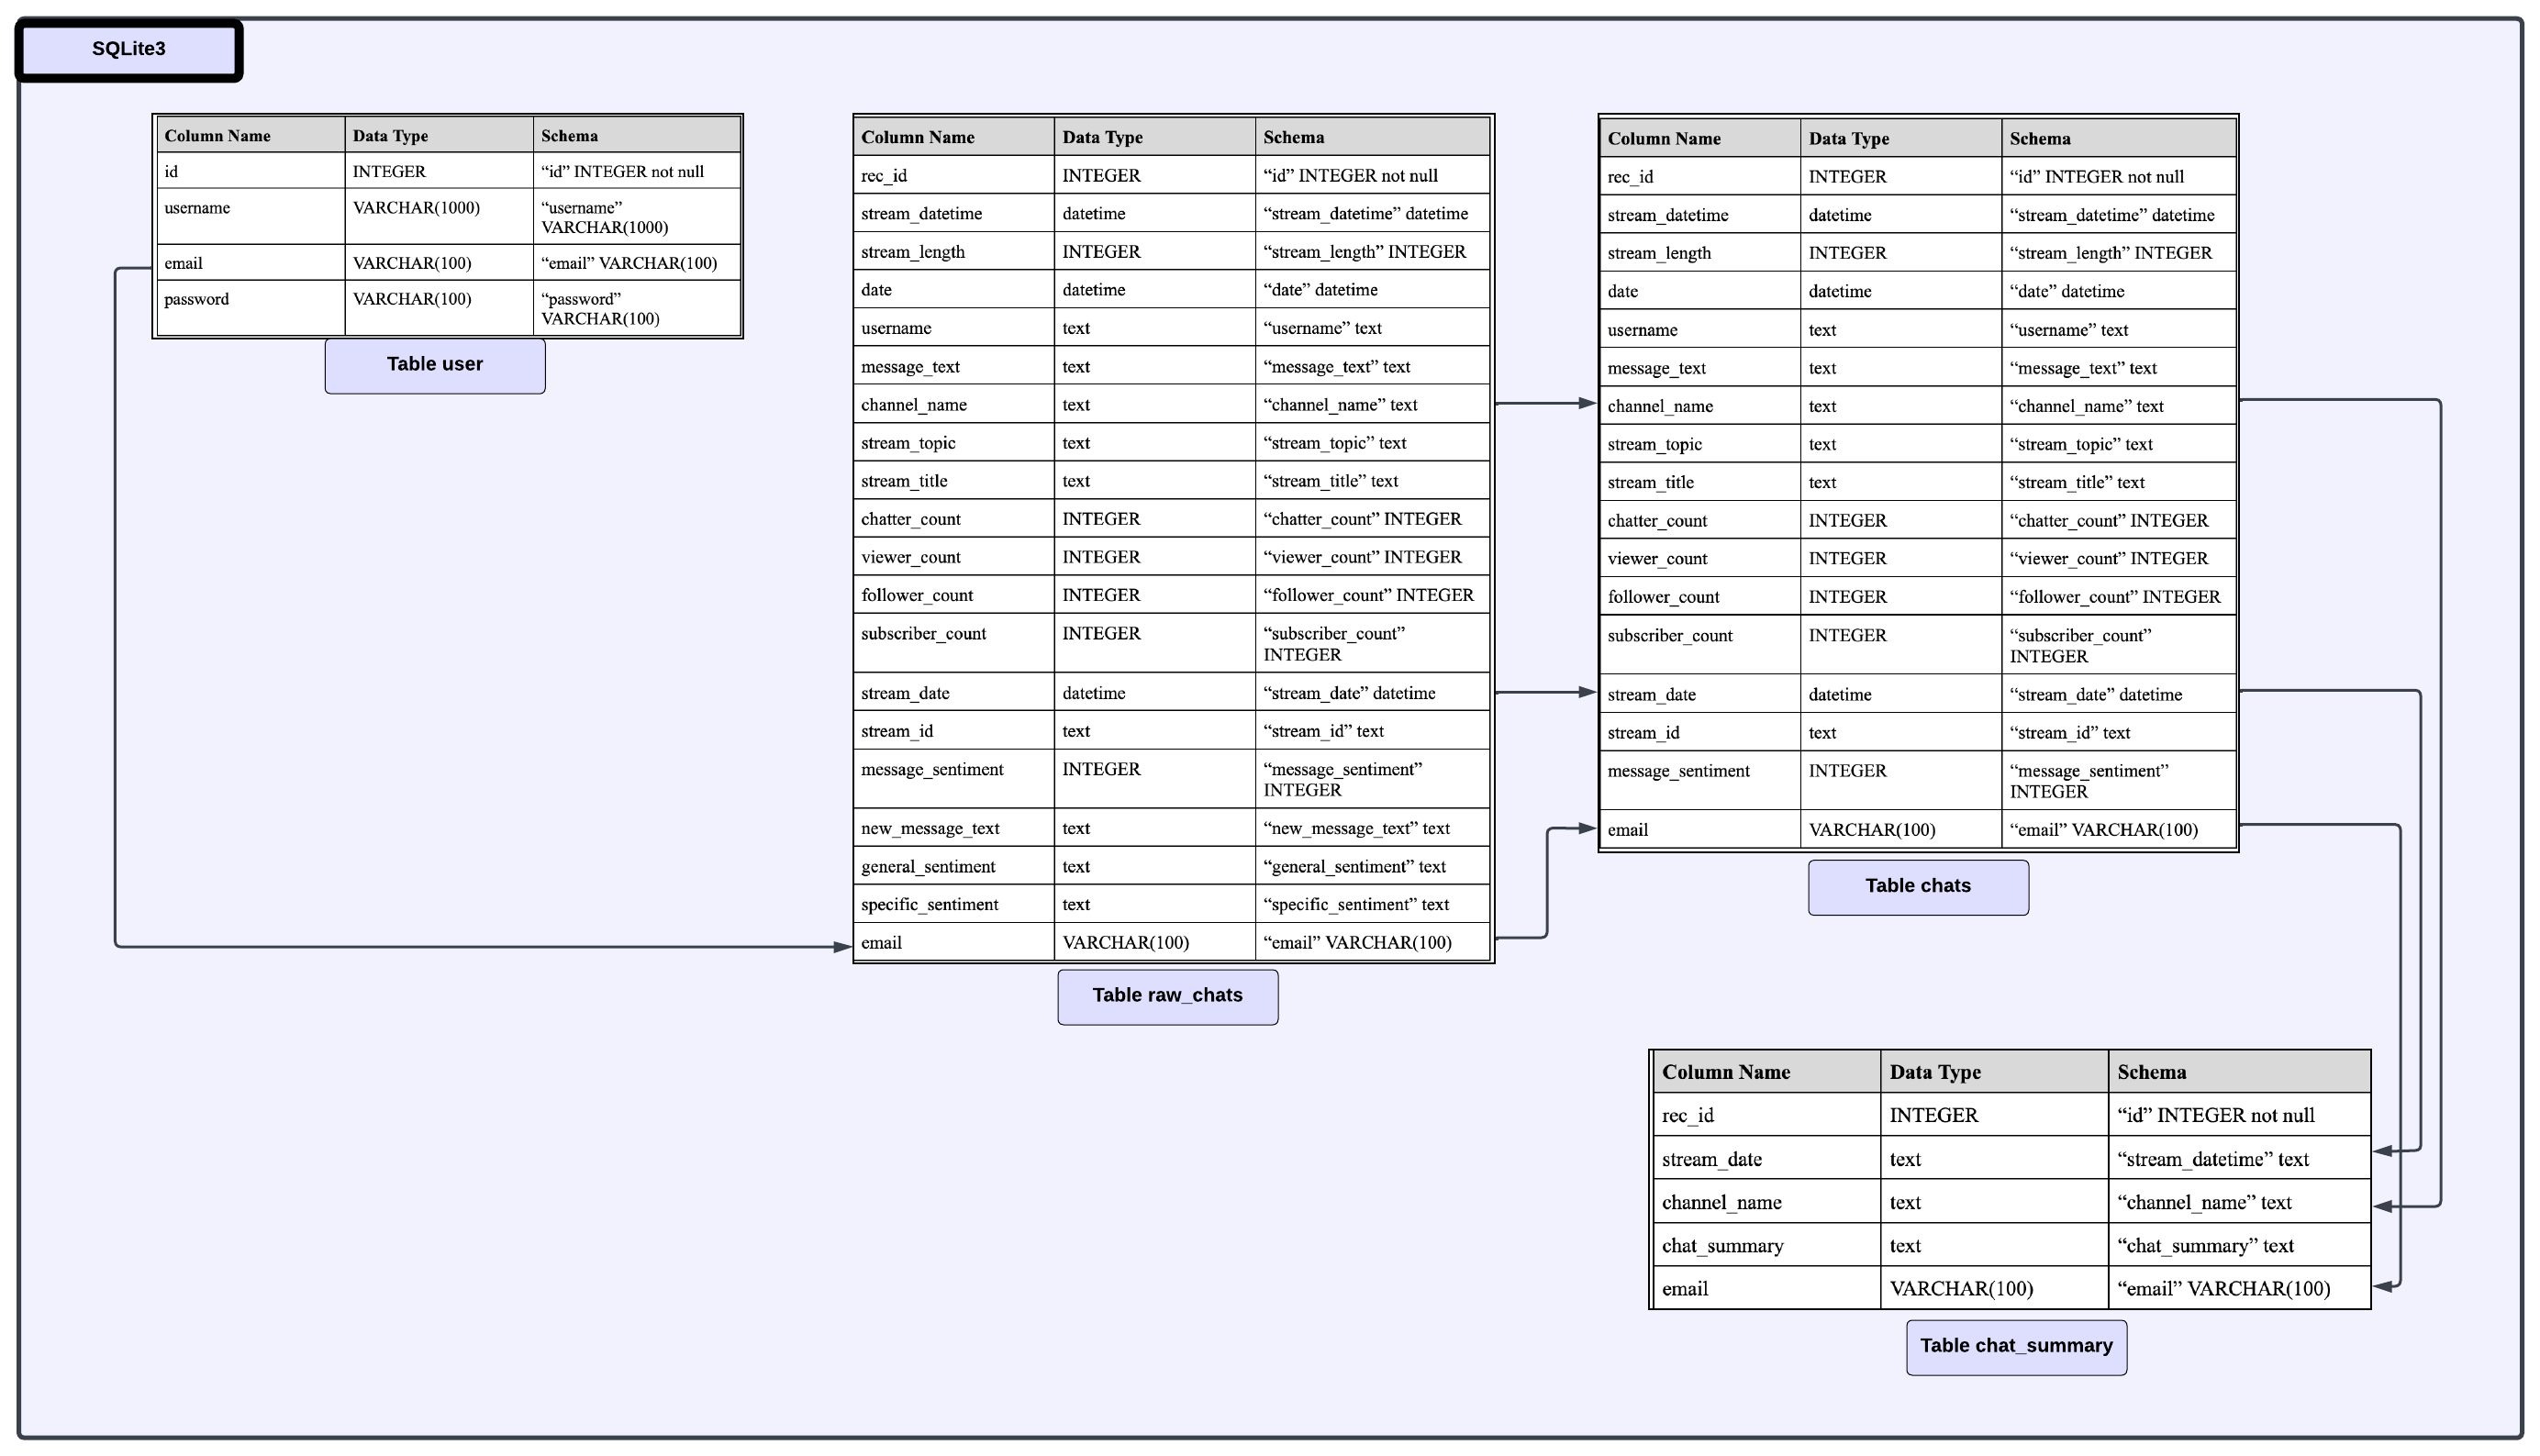 SQLite3
Column Name Data Type Schema
id INTEGER “id” INTEGER not null
username VARCHAR(1000) “username”
VARCHAR(1000)
email VARCHAR(100) “email” VARCHAR(100)
password VARCHAR(100) “password”
VARCHAR(100)
Table user
Column Name Data Type Schema
rec_id INTEGER “id” INTEGER not null
stream_datetime datetime “stream_datetime” datetime
stream_length INTEGER “stream_length” INTEGER
date datetime “date” datetime
username text “username” text
message_text text “message_text” text
channel_name text “channel_name” text
stream_topic text “stream_topic” text
stream_title text “stream_title” text
chatter_count INTEGER “chatter_count” INTEGER
viewer_count INTEGER “viewer_count” INTEGER
follower_count INTEGER “follower_count” INTEGER
subscriber_count INTEGER “subscriber_count”
INTEGER
stream_date datetime “stream_date” datetime
stream_id text “stream_id” text
message_sentiment INTEGER “message_sentiment”
INTEGER
new_message_text text “new_message_text” text
general_sentiment text “general_sentiment” text
specific_sentiment text “specific_sentiment” text
email VARCHAR(100) “email” VARCHAR(100)
Table raw_chats
Column Name Data Type Schema
rec_id INTEGER “id” INTEGER not null
stream_datetime datetime “stream_datetime” datetime
stream_length INTEGER “stream_length” INTEGER
date datetime “date” datetime
username text “username” text
message_text text “message_text” text
channel_name text “channel_name” text
stream_topic text “stream_topic” text
stream_title text “stream_title” text
chatter_count INTEGER “chatter_count” INTEGER
viewer_count INTEGER “viewer_count” INTEGER
follower_count INTEGER “follower_count” INTEGER
subscriber_count INTEGER “subscriber_count”
INTEGER
stream_date datetime “stream_date” datetime
stream_id text “stream_id” text
message_sentiment INTEGER “message_sentiment”
INTEGER
email VARCHAR(100) “email” VARCHAR(100)
Table chats
Column Name Data Type Schema
rec_id INTEGER “id” INTEGER not null
stream_date text “stream_datetime” text
channel_name text “channel_name” text
chat_summary text “chat_summary” text
email VARCHAR(100) “email” VARCHAR(100)
Table chat_summary